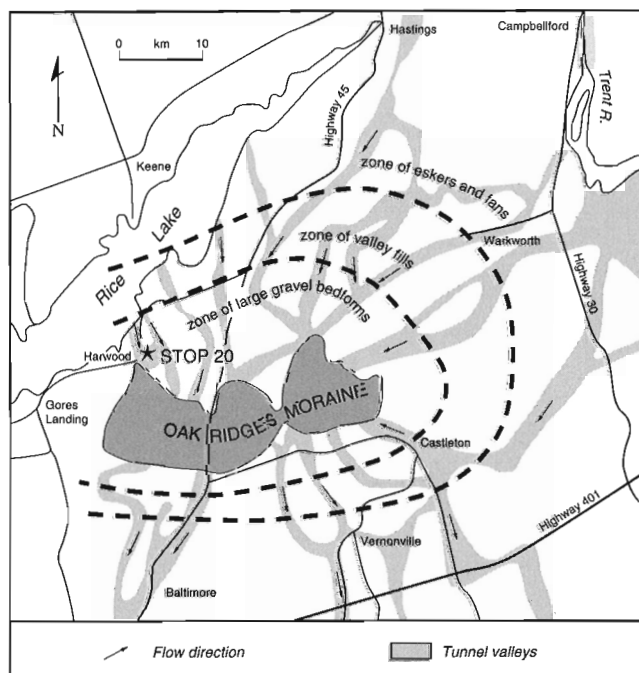 Hastings
Campbellford
0 km 10
Trent R.
N
Highway 45
Keene
zone of eskers and fans
Lake
Rice
zone of valley fills
Warkworth
zone of large gravel bedforms
Highway 30
Harwood
STOP 20
Gores
Landing
OAK RIDGES MORAINE
Castleton
Highway 401
Vernonville
Baltimore
Flow direction
Tunnel valleys